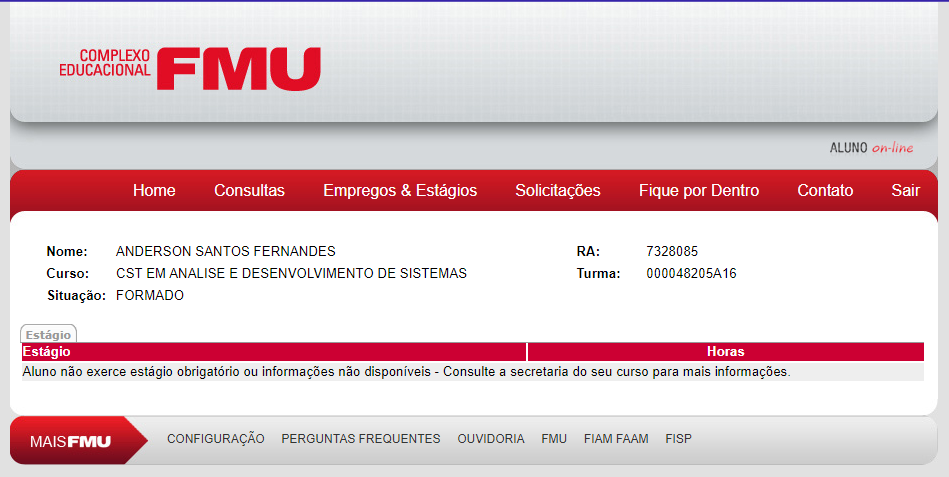 COMPLEXO
EDUCACIONAL FMU
ALUNO on-line
Home Consultas Empregos & Estágios Solicitações Fique por Dentro Contato Sair
Nome: ANDERSON SANTOS FERNANDES RA: 7328085
Curso: CST EM ANALISE E DESENVOLVIMENTO DE SISTEMAS Turma: 000048205A16
Situação: FORMADO
Estágio
Estágio Horas
Aluno não exerce estágio obrigatório ou informações não disponíveis - Consulte a secretaria do seu curso para mais informações.
MAISFMU CONFIGURAÇÃO PERGUNTAS FREQUENTES OUVIDORIA FMU FIAM FAAM FISP